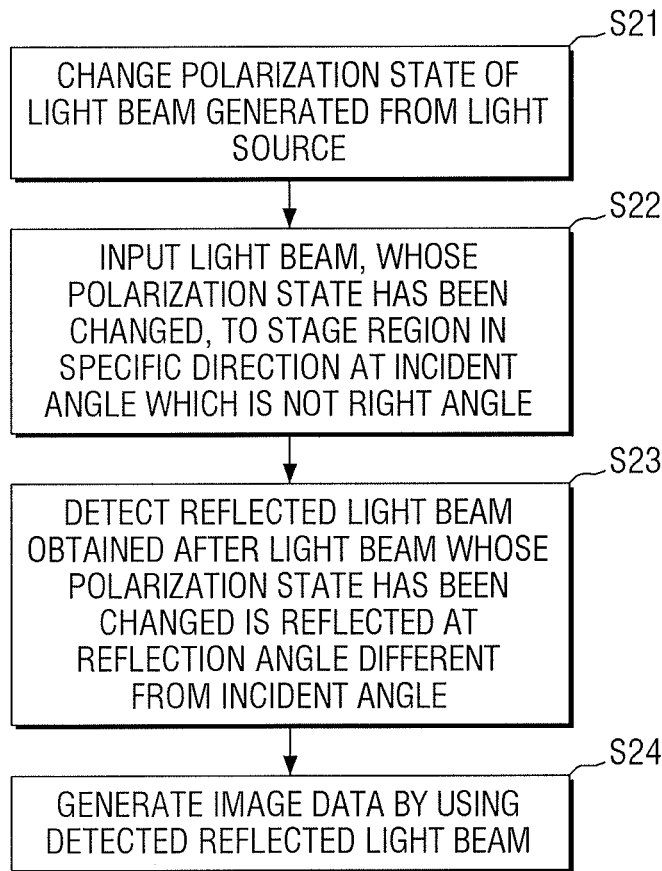 S21
CHANGE POLARIZATION STATE OF
LIGHT BEAM GENERATED FROM LIGHT
SOURCE
S22
INPUT LIGHT BEAM, WHOSE
POLARIZATION STATE HAS BEEN
CHANGED, TO STAGE REGION IN
SPECIFIC DIRECTION AT INCIDENT
ANGLE WHICH IS NOT RIGHT ANGLE
S23
DETECT REFLECTED LIGHT BEAM
OBTAINED AFTER LIGHT BEAM WHOSE
POLARIZATION STATE HAS BEEN
CHANGED IS REFLECTED AT
REFLECTION ANGLE DIFFERENT
FROM INCIDENT ANGLE
S24
GENERATE IMAGE DATA BY USING
DETECTED REFLECTED LIGHT BEAM